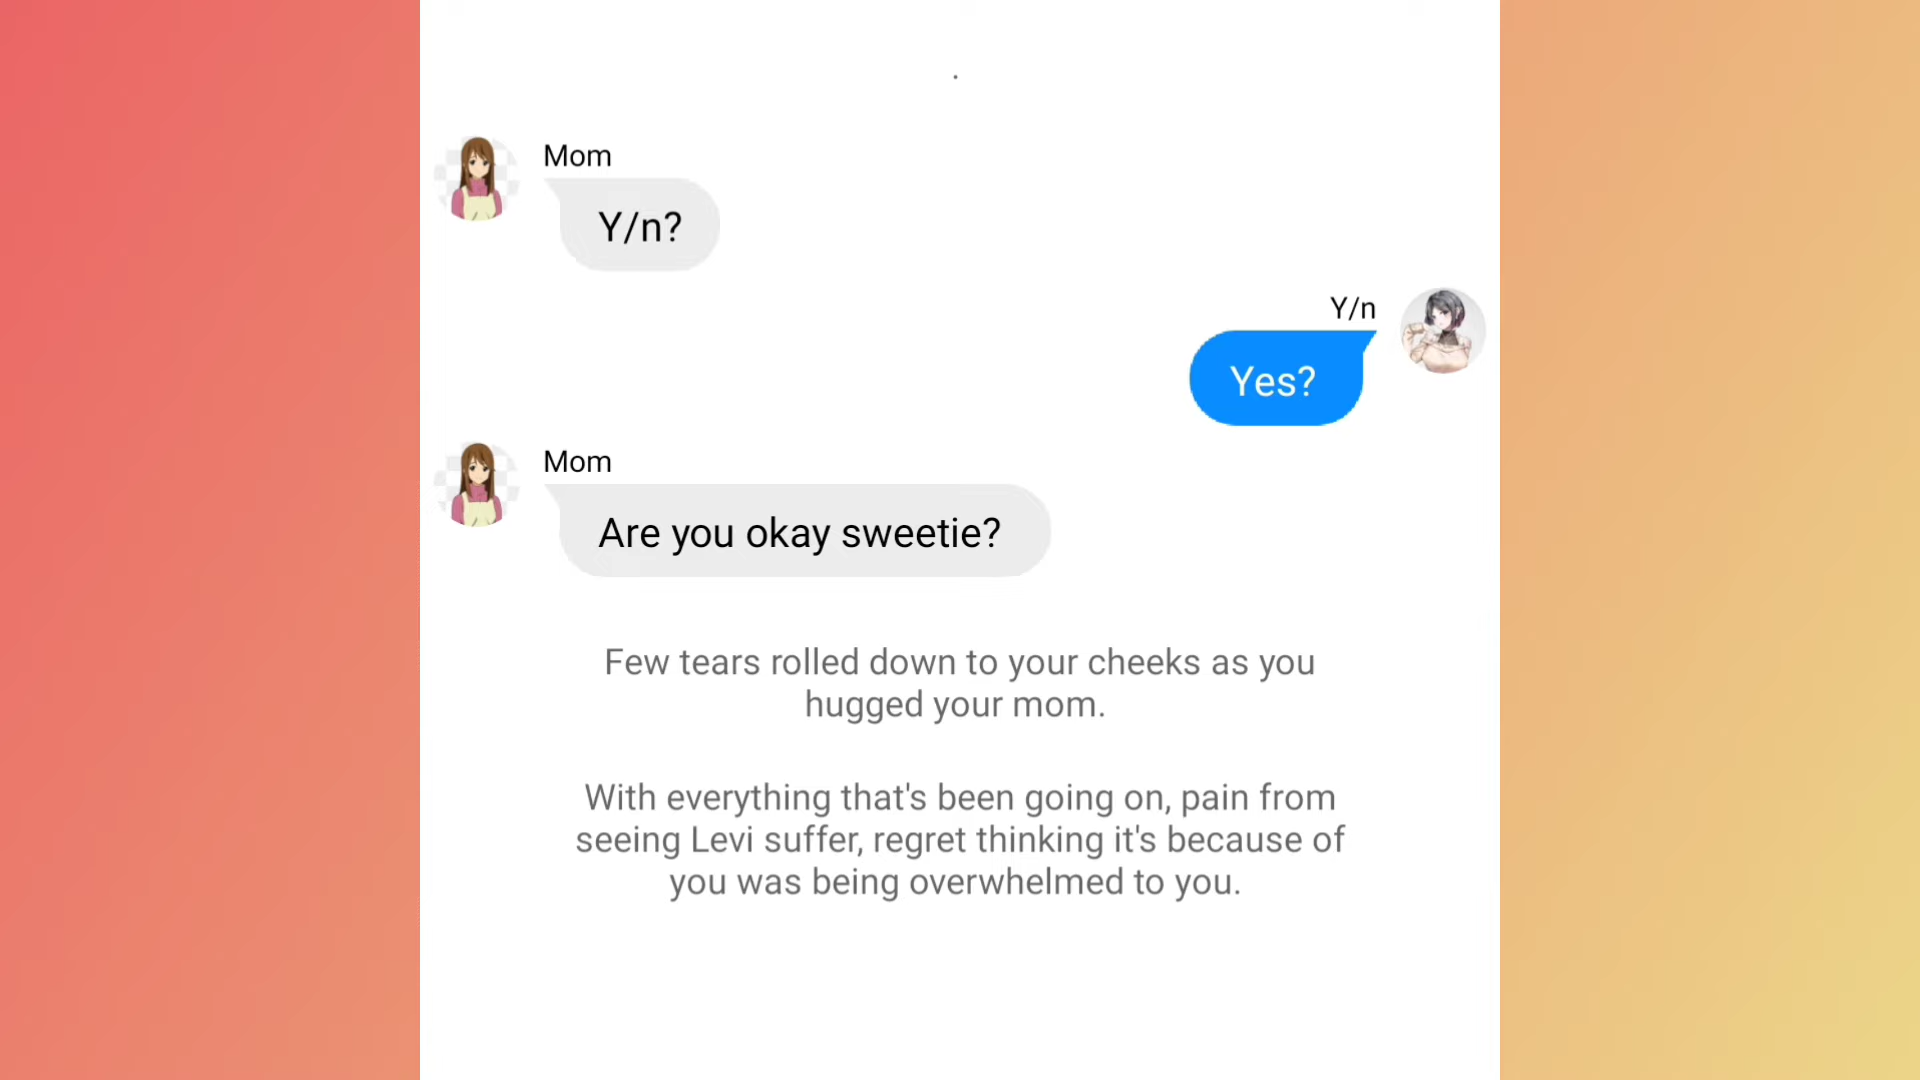 Mom
Y/n?
Y/n
Yes?
Mom
Are you okay sweetie?
Few tears rolled down to your cheeks as you
hugged your mom.
With everything that's been going on, pain from
seeing Levi suffer, regret thinking it's because of
you was being overwhelmed to you.